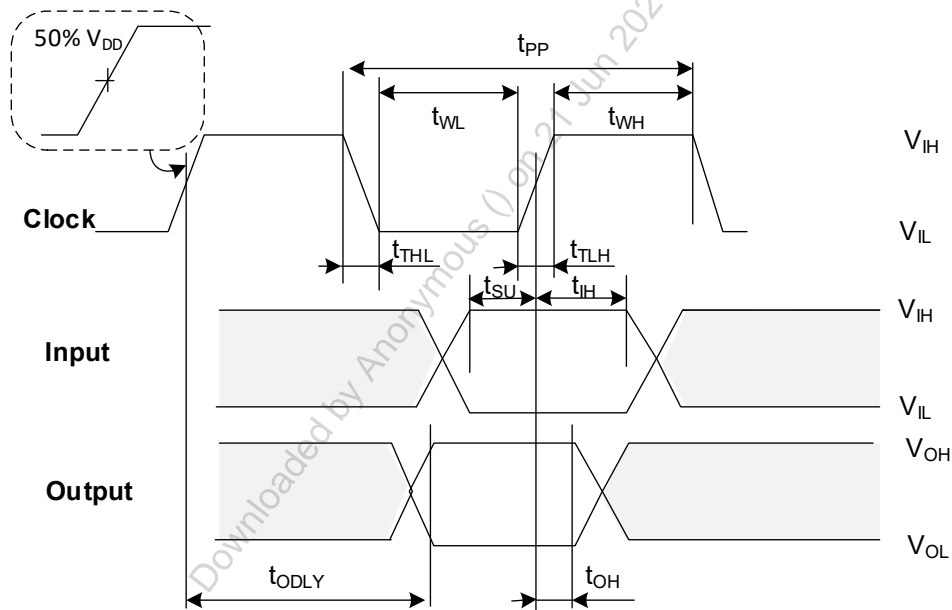 50% VDD
tPP
tWL
tWH
VIH
Clock
VIL
tTHL
tTLH
tSU
tIH
VIH
Input
VIL
VOH
Output
VOL
tODLY
tOH
Downloaded by Anonymous () on 21 Jun 202